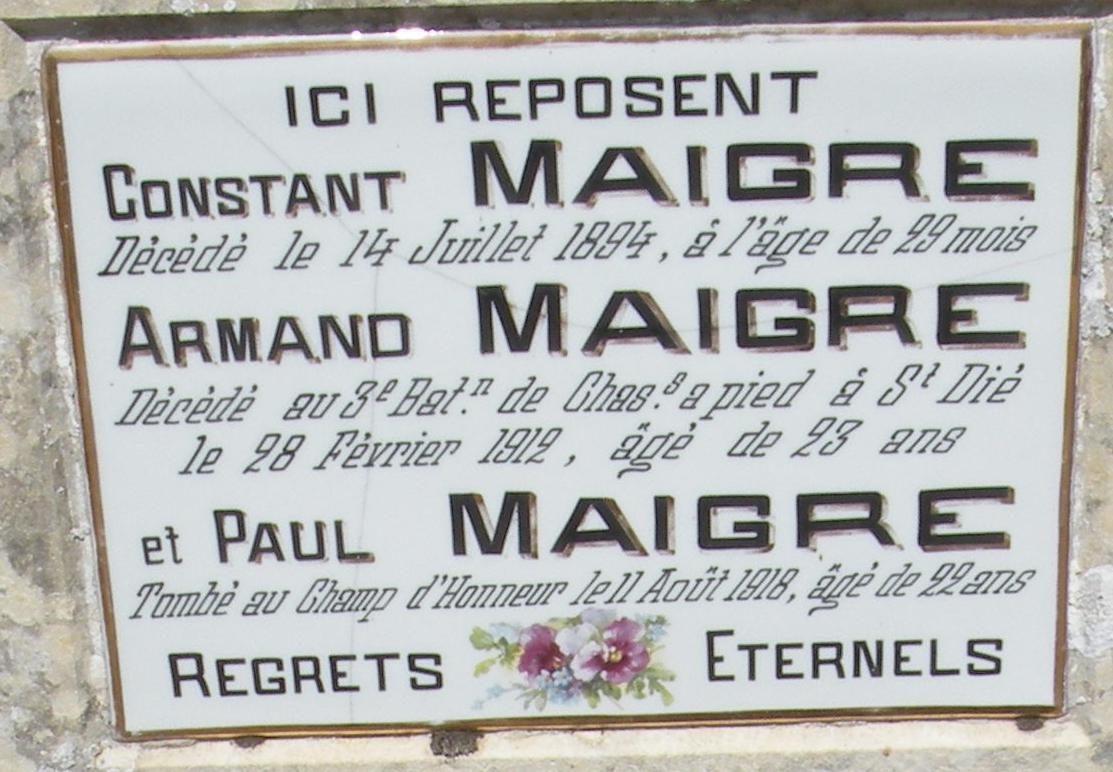 ICI REPOSENT
CONSTANT MAIGRE
Décédé le 14 Juillet 1894, à l'âge de 29 mois
ARMAND MAIGRE
Décédé au 3e Bat.n de Chas.s a pied à St Dié
le 28 Février 1912, âgé de 23 ans
et PAUL MAIGRE
Tombé au Champ d'Honneur le 11 Août 1918, âgé de 22 ans
REGRETS ETERNELS